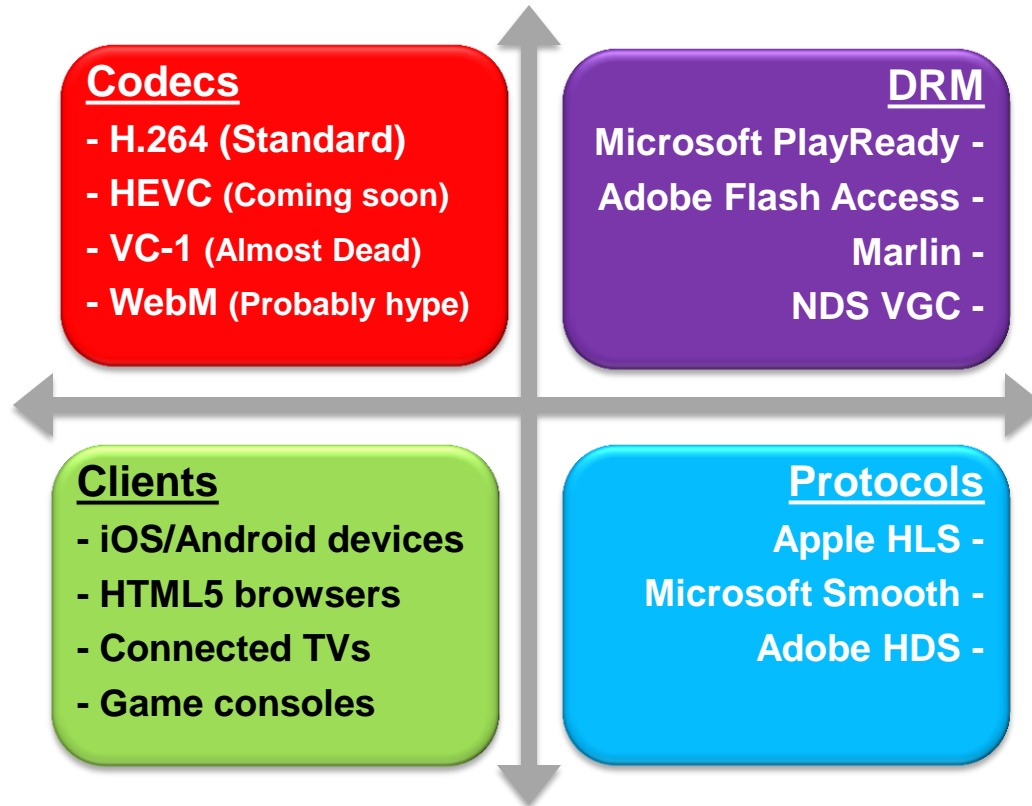 Codecs
- H.264 (Standard)
- HEVC (Coming soon)
- VC-1 (Almost Dead)
- WebM (Probably hype)
DRM
Microsoft PlayReady -
Adobe Flash Access -
Marlin -
NDS VGC -
Clients
- iOS/Android devices
- HTML5 browsers
- Connected TVs
- Game consoles
Protocols
Apple HLS -
Microsoft Smooth -
Adobe HDS -